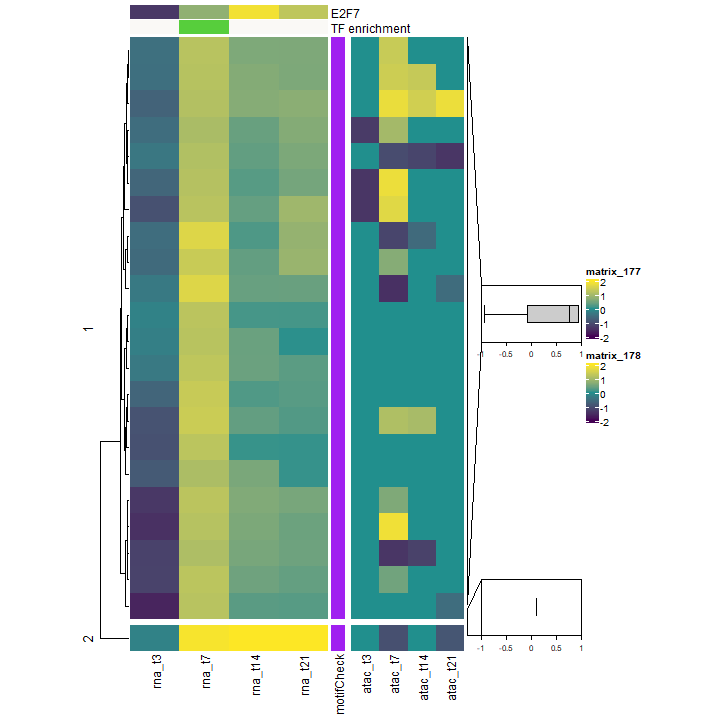 E2F7
TF enrichment
1
2
rna_t3
rna_t7
rna_t14
rna_t21
motifCheck
atac_t3
atac_t7
atac_t14
atac_t21
-1 -0.5 0 0.5 1
-1 -0.5 0 0.5 1
matrix_177
2
1
0
-1
-2
matrix_178
2
1
0
-1
-2